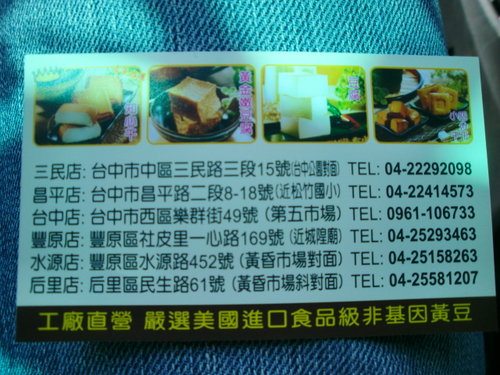 黃金嫩豆腐
豆腐
三民店: 台中市中區三民路三段15號(台中公園對面) TEL: 04-22292098
昌平店: 台中市昌平路二段8-18號(近松竹國小) TEL: 04-22414573
台中店: 台中市西區樂群街49號 (第五市場) TEL: 0961-106733
豐原店: 豐原區社皮里一心路169號 (近城隍廟) TEL: 04-25293463
水源店: 豐原區水源路452號 (黃昏市場對面) TEL: 04-25158263
后里店: 后里區民生路61號 (黃昏市場斜對面) TEL: 04-25581207
工廠直營 嚴選美國進口食品級非基因黃豆